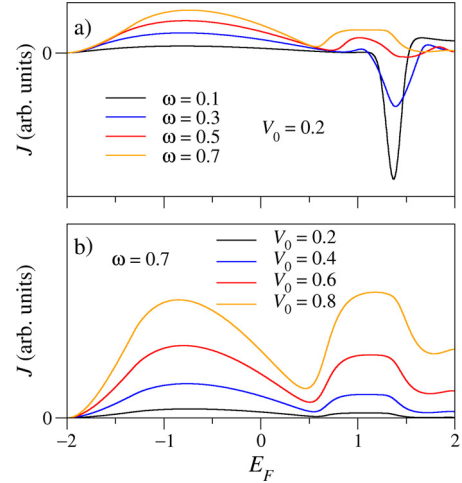 a)
J (arb. units)
0
ω = 0.1
ω = 0.3
ω = 0.5
ω = 0.7
V₀ = 0.2
b)
J (arb. units)
ω = 0.7
V₀ = 0.2
V₀ = 0.4
V₀ = 0.6
V₀ = 0.8
0
-2 -1 0 1 2
E_F